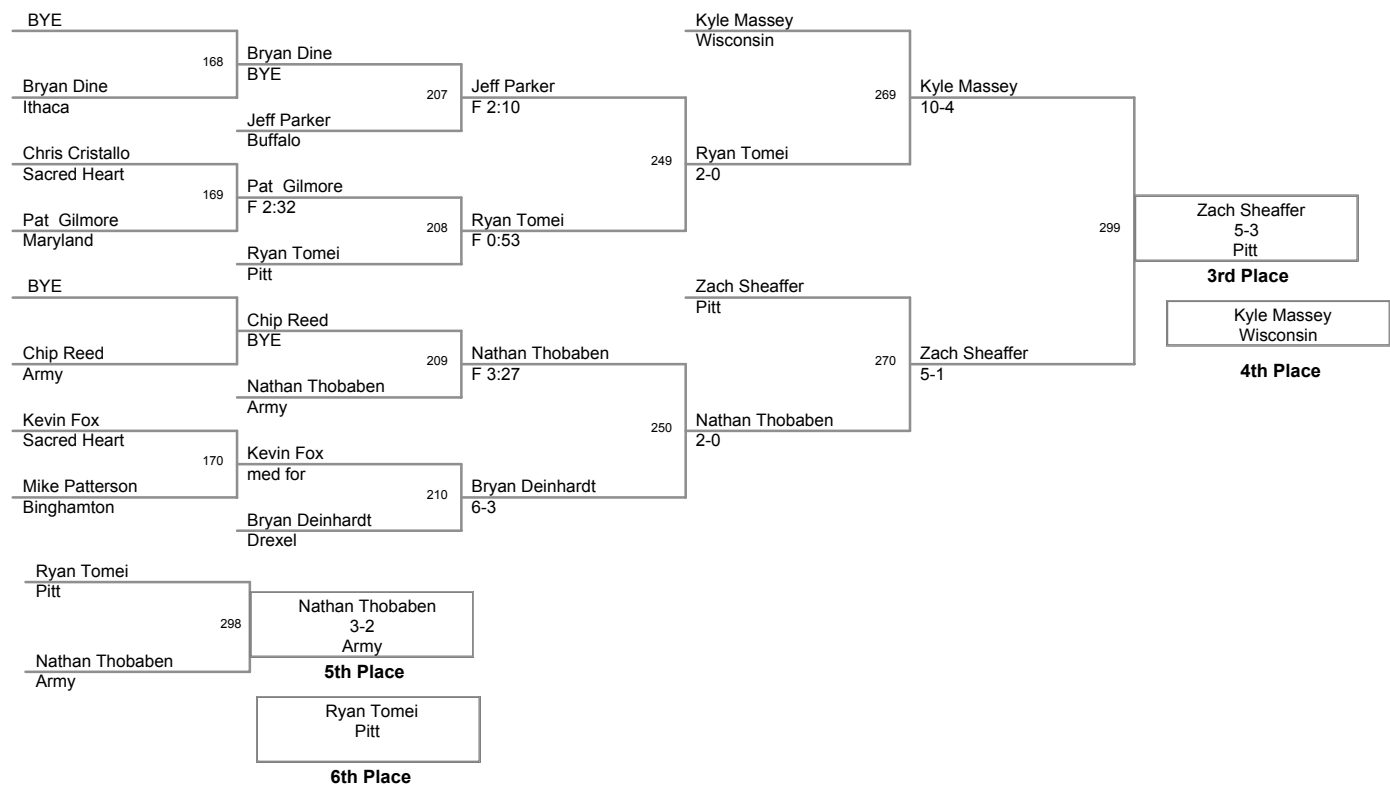 BYE
168
Bryan Dine
Ithaca
Chris Cristallo
Sacred Heart
169
Pat Gilmore
Maryland
BYE
Chip Reed
Army
Kevin Fox
Sacred Heart
170
Mike Patterson
Binghamton
Bryan Dine
BYE
207
Jeff Parker
Buffalo
Pat Gilmore
F 2:32
208
Ryan Tomei
Pitt
Chip Reed
BYE
209
Nathan Thobaben
Army
Kevin Fox
med for
210
Bryan Deinhardt
Drexel
Jeff Parker
F 2:10
249
Ryan Tomei
F 0:53
Nathan Thobaben
F 3:27
250
Bryan Deinhardt
6-3
Kyle Massey
Wisconsin
269
Ryan Tomei
2-0
Zach Sheaffer
Pitt
270
Nathan Thobaben
2-0
Kyle Massey
10-4
299
Zach Sheaffer
5-1
Zach Sheaffer
5-3
Pitt
3rd Place
Kyle Massey
Wisconsin
4th Place
Ryan Tomei
Pitt
298
Nathan Thobaben
Army
Nathan Thobaben
3-2
Army
5th Place
Ryan Tomei
Pitt
6th Place